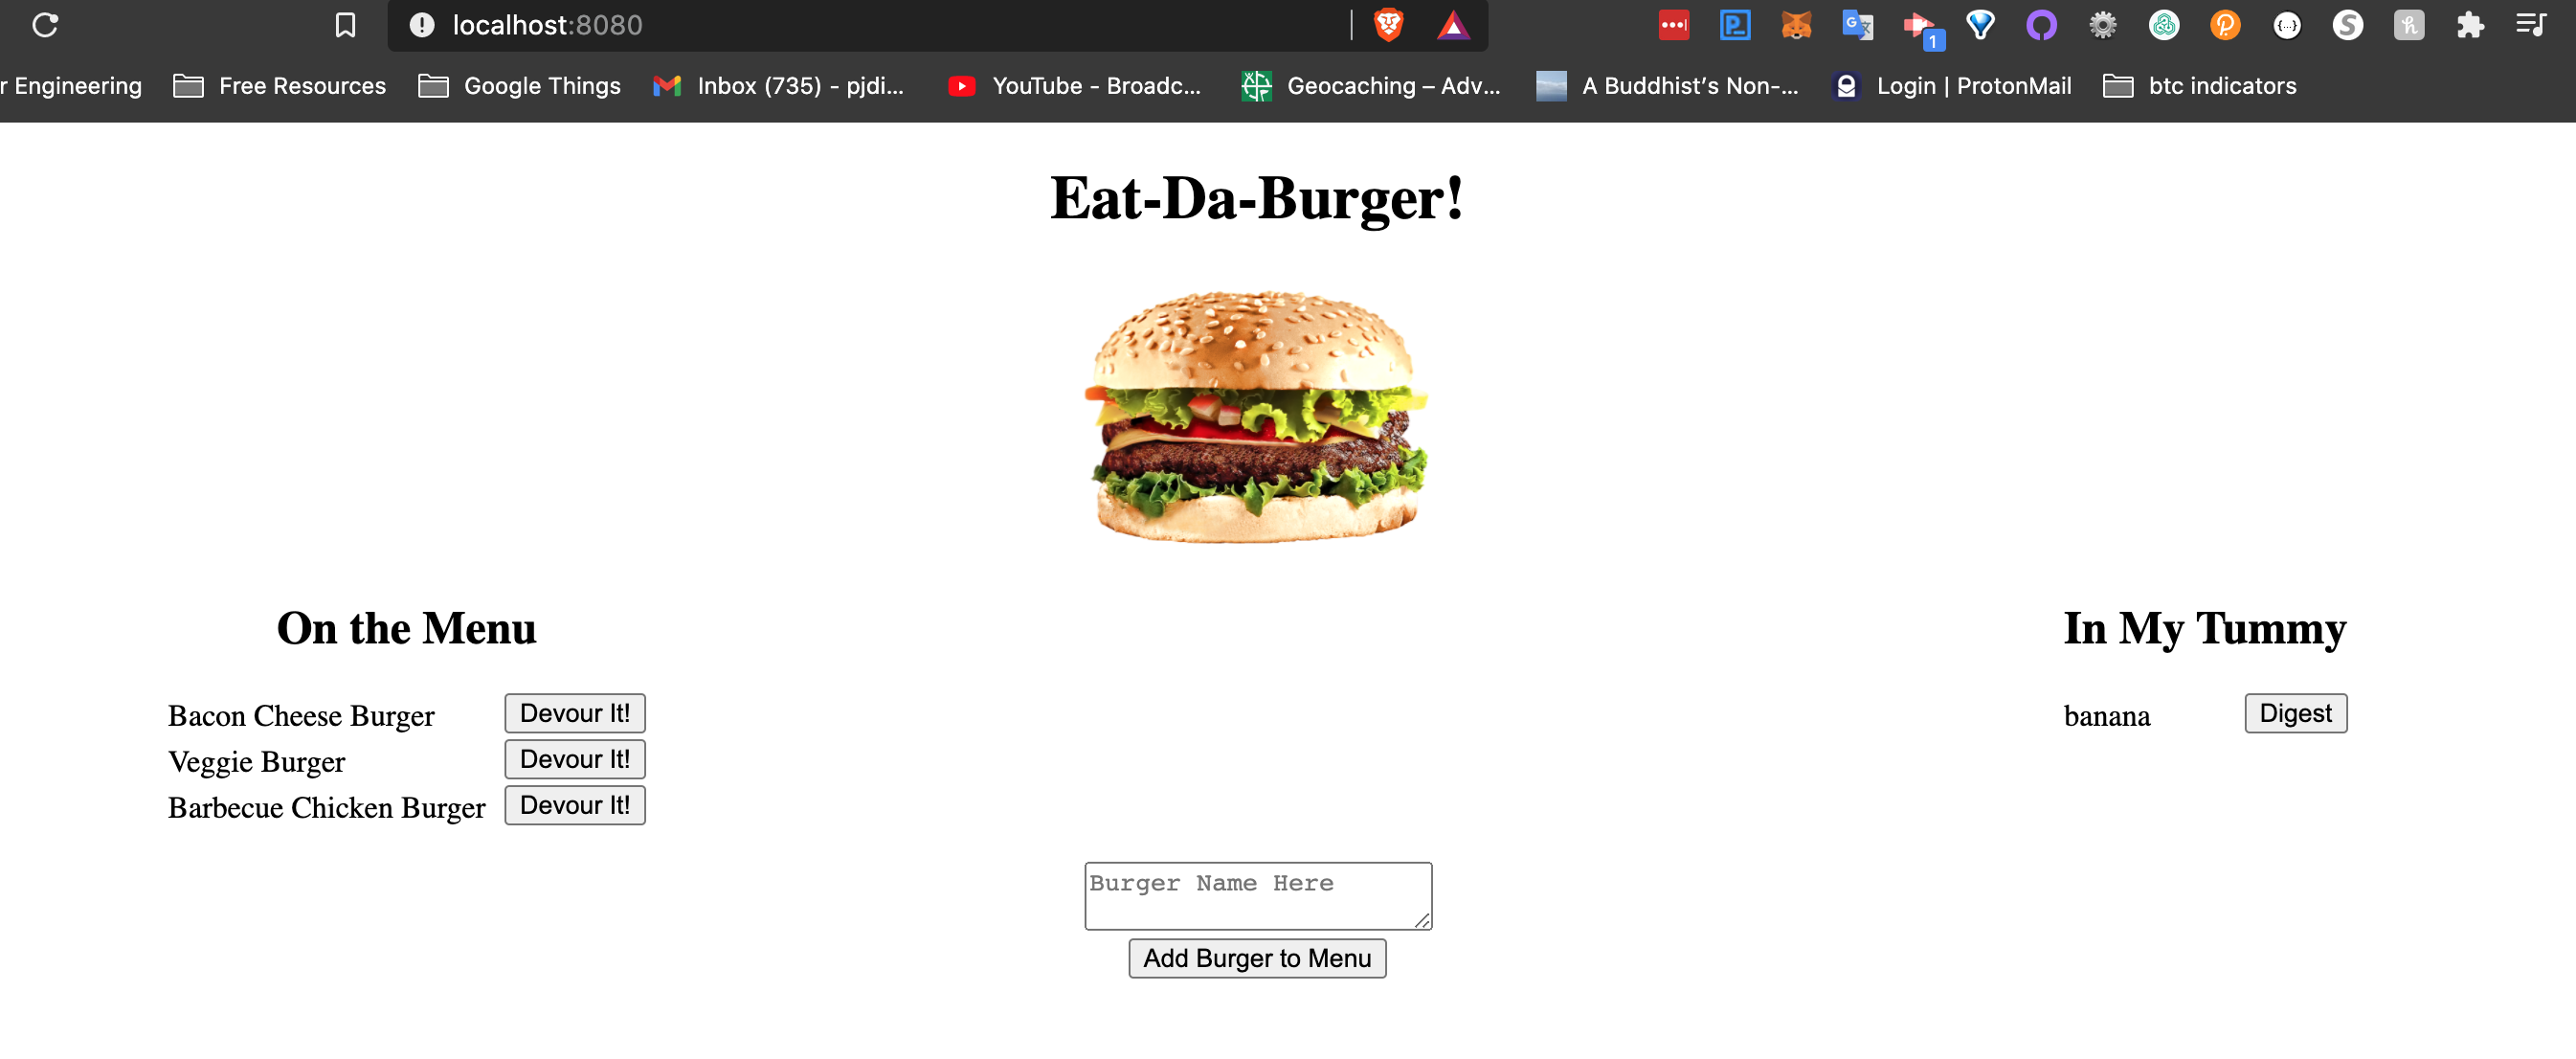 localhost:8080
1
r Engineering Free Resources Google Things Inbox (735) - pjdi... YouTube - Broadc... Geocaching – Adv... A Buddhist’s Non-... Login | ProtonMail btc indicators
Eat-Da-Burger!
On the Menu
Bacon Cheese Burger Devour It!
Veggie Burger Devour It!
Barbecue Chicken Burger Devour It!
In My Tummy
banana Digest
Burger Name Here
Add Burger to Menu